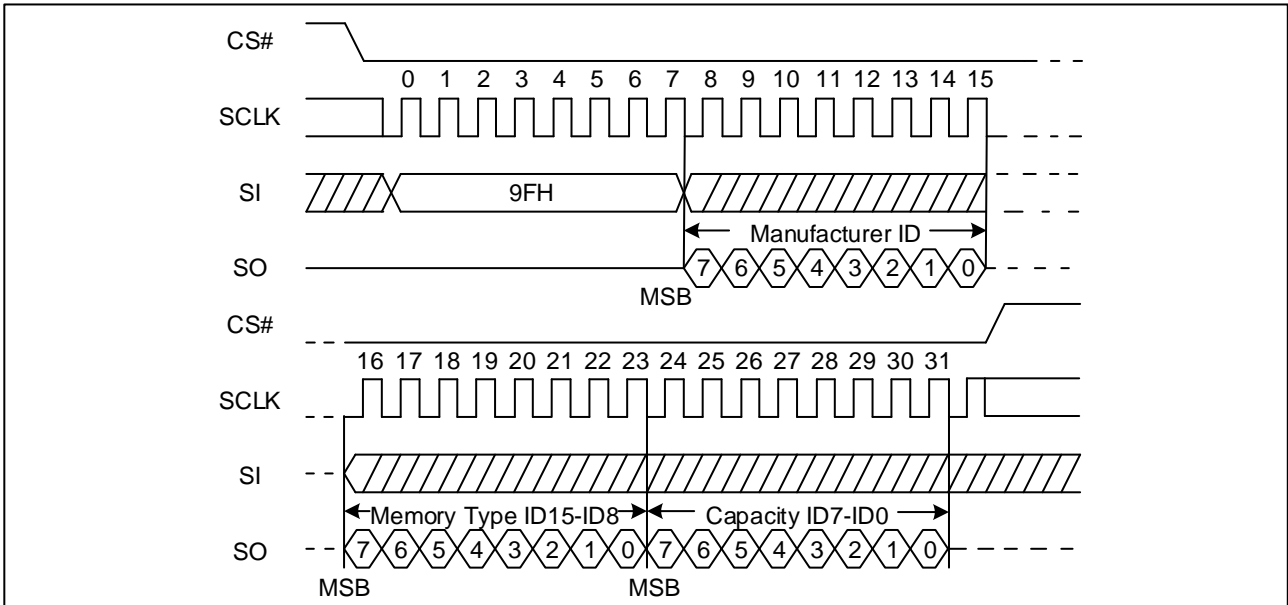 CS#
0 1 2 3 4 5 6 7 8 9 10 11 12 13 14 15
SCLK
SI 9FH
Manufacturer ID
SO 7 6 5 4 3 2 1 0
MSB
CS#
16 17 18 19 20 21 22 23 24 25 26 27 28 29 30 31
SCLK
SI
Memory Type ID15-ID8 Capacity ID7-ID0
SO 7 6 5 4 3 2 1 0 7 6 5 4 3 2 1 0
MSB MSB